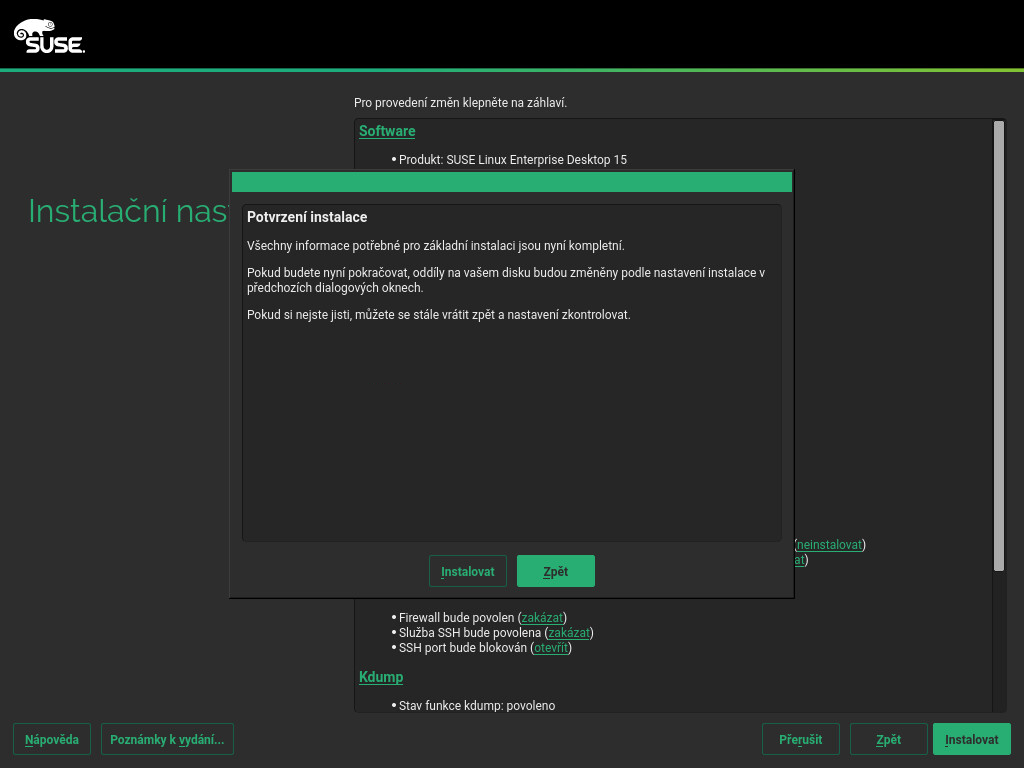 SUSE.
Pro provedení změn klepněte na záhlaví.
Software
• Produkt: SUSE Linux Enterprise Desktop 15
Instalační
Potvrzení instalace
Všechny informace potřebné pro základní instalaci jsou nyní kompletní.
Pokud budete nyní pokračovat, oddíly na vašem disku budou změněny podle nastavení instalace v
předchozích dialogových oknech.
Pokud si nejste jisti, můžete se stále vrátit zpět a nastavení zkontrolovat.
(neinstalovat)
at)
Instalovat
Zpět
• Firewall bude povolen (zakázat)
• Služba SSH bude povolena (zakázat)
• SSH port bude blokován (otevřít)
Kdump
• Stav funkce kdump: povoleno
Nápověda
Poznámky k vydání...
Přerušit
Zpět
Instalovat